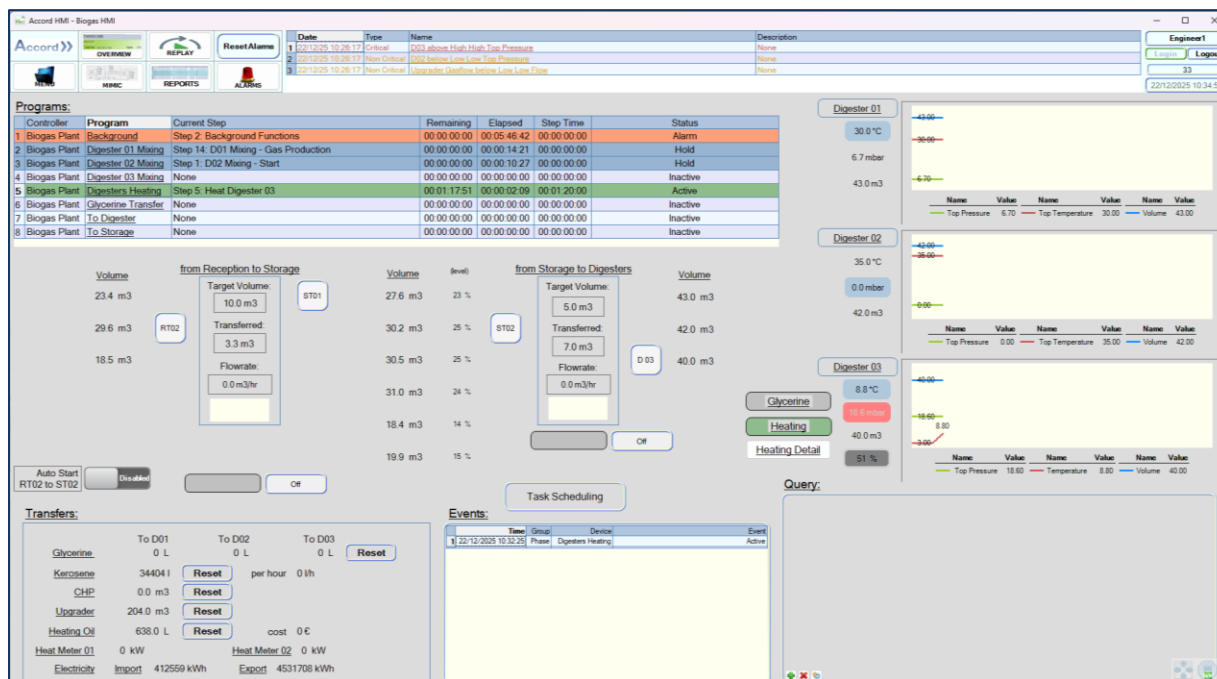 Accord HMI - Biogas HMI
Accord
OVERVIEW
REPLAY
Reset Alarms
MENU
MIMIC
REPORTS
ALARMS
Date Type Name Description
1 22/12/25 10:26:17 Critical D03 above High High Top Pressure None
2 22/12/25 10:26:17 Non Critical D02 below Low Low Top Pressure None
3 22/12/25 10:26:17 Non Critical Upgrader Gasflow below Low Low Flow None
Engineer1
Login Logou
33
22/12/2025 10:34:5
Programs:
Controller Program Current Step Remaining Elapsed Step Time Status
1 Biogas Plant Background Step 2: Background Functions 00:00:00:00 00:05:46:42 00:00:00:00 Alarm
2 Biogas Plant Digester 01 Mixing Step 14: D01 Mixing - Gas Production 00:00:00:00 00:00:14:21 00:00:00:00 Hold
3 Biogas Plant Digester 02 Mixing Step 1: D02 Mixing - Start 00:00:00:00 00:00:10:27 00:00:00:00 Hold
4 Biogas Plant Digester 03 Mixing None 00:00:00:00 00:00:00:00 00:00:00:00 Inactive
5 Biogas Plant Digesters Heating Step 5: Heat Digester 03 00:01:17:51 00:00:02:09 00:01:20:00 Active
6 Biogas Plant Glycerine Transfer None 00:00:00:00 00:00:00:00 00:00:00:00 Inactive
7 Biogas Plant To Digester None 00:00:00:00 00:00:00:00 00:00:00:00 Inactive
8 Biogas Plant To Storage None 00:00:00:00 00:00:00:00 00:00:00:00 Inactive
Digester 01
30.0 °C
6.7 mbar
43.0 m3
43.00
30.00
6.70
Name Value Name Value Name Value
Top Pressure 6.70 Top Temperature 30.00 Volume 43.00
Digester 02
35.0 °C
0.0 mbar
42.0 m3
42.00
35.00
0.00
Name Value Name Value Name Value
Top Pressure 0.00 Top Temperature 35.00 Volume 42.00
Digester 03
8.8 °C
18.6 mbar
40.0 m3
51 %
40.00
18.60
8.80
3.00
Name Value Name Value Name Value
Top Pressure 18.60 Temperature 8.80 Volume 40.00
Volume
23.4 m3
29.6 m3
18.5 m3
RT02
from Reception to Storage
Target Volume:
10.0 m3
Transferred:
3.3 m3
Flowrate:
0.0 m3/hr
ST01
Volume (level)
27.6 m3 23 %
30.2 m3 25 %
30.5 m3 25 %
31.0 m3 24 %
18.4 m3 14 %
19.9 m3 15 %
ST02
from Storage to Digesters
Target Volume:
5.0 m3
Transferred:
7.0 m3
Flowrate:
0.0 m3/hr
D 03
Volume
43.0 m3
42.0 m3
40.0 m3
Off
Glycerine
Heating
Heating Detail
Auto Start
RT02 to ST02
Disabled
Off
Task Scheduling
Transfers:
To D01 To D02 To D03
Glycerine 0 L 0 L 0 L Reset
Kerosene 34404 l Reset per hour 0 l/h
CHP 0.0 m3 Reset
Upgrader 204.0 m3 Reset
Heating Oil 638.0 L Reset cost 0 €
Heat Meter 01 0 kW Heat Meter 02 0 kW
Electricity Import 412559 kWh Export 4531708 kWh
Events:
Time Group Device Event
1 22/12/2025 10:32:25 Phase Digesters Heating Active
Query: